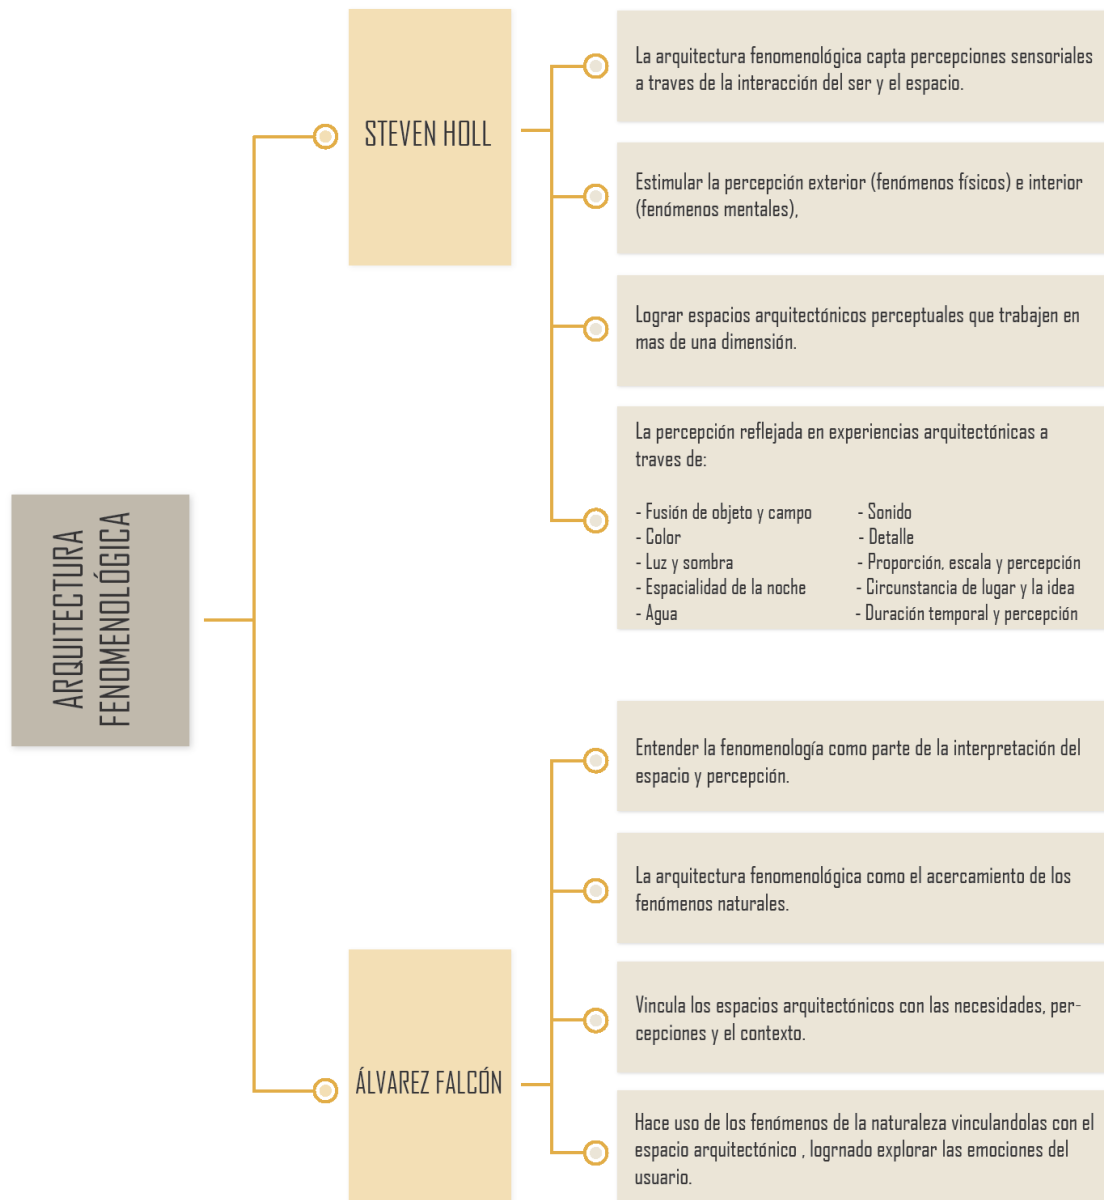 ARQUITECTURA
FENOMENOLÓGICA
STEVEN HOLL
La arquitectura fenomenológica capta percepciones sensoriales
a traves de la interacción del ser y el espacio.
Estimular la percepción exterior (fenómenos físicos) e interior
(fenómenos mentales),
Lograr espacios arquitectónicos perceptuales que trabajen en
mas de una dimensión.
La percepción reflejada en experiencias arquitectónicas a
traves de:
- Fusión de objeto y campo
- Color
- Luz y sombra
- Espacialidad de la noche
- Agua
- Sonido
- Detalle
- Proporción, escala y percepción
- Circunstancia de lugar y la idea
- Duración temporal y percepción
ÁLVAREZ FALCÓN
Entender la fenomenología como parte de la interpretación del
espacio y percepción.
La arquitectura fenomenológica como el acercamiento de los
fenómenos naturales.
Vincula los espacios arquitectónicos con las necesidades, per-
cepciones y el contexto.
Hace uso de los fenómenos de la naturaleza vinculandolas con el
espacio arquitectónico , logrnado explorar las emociones del
usuario.